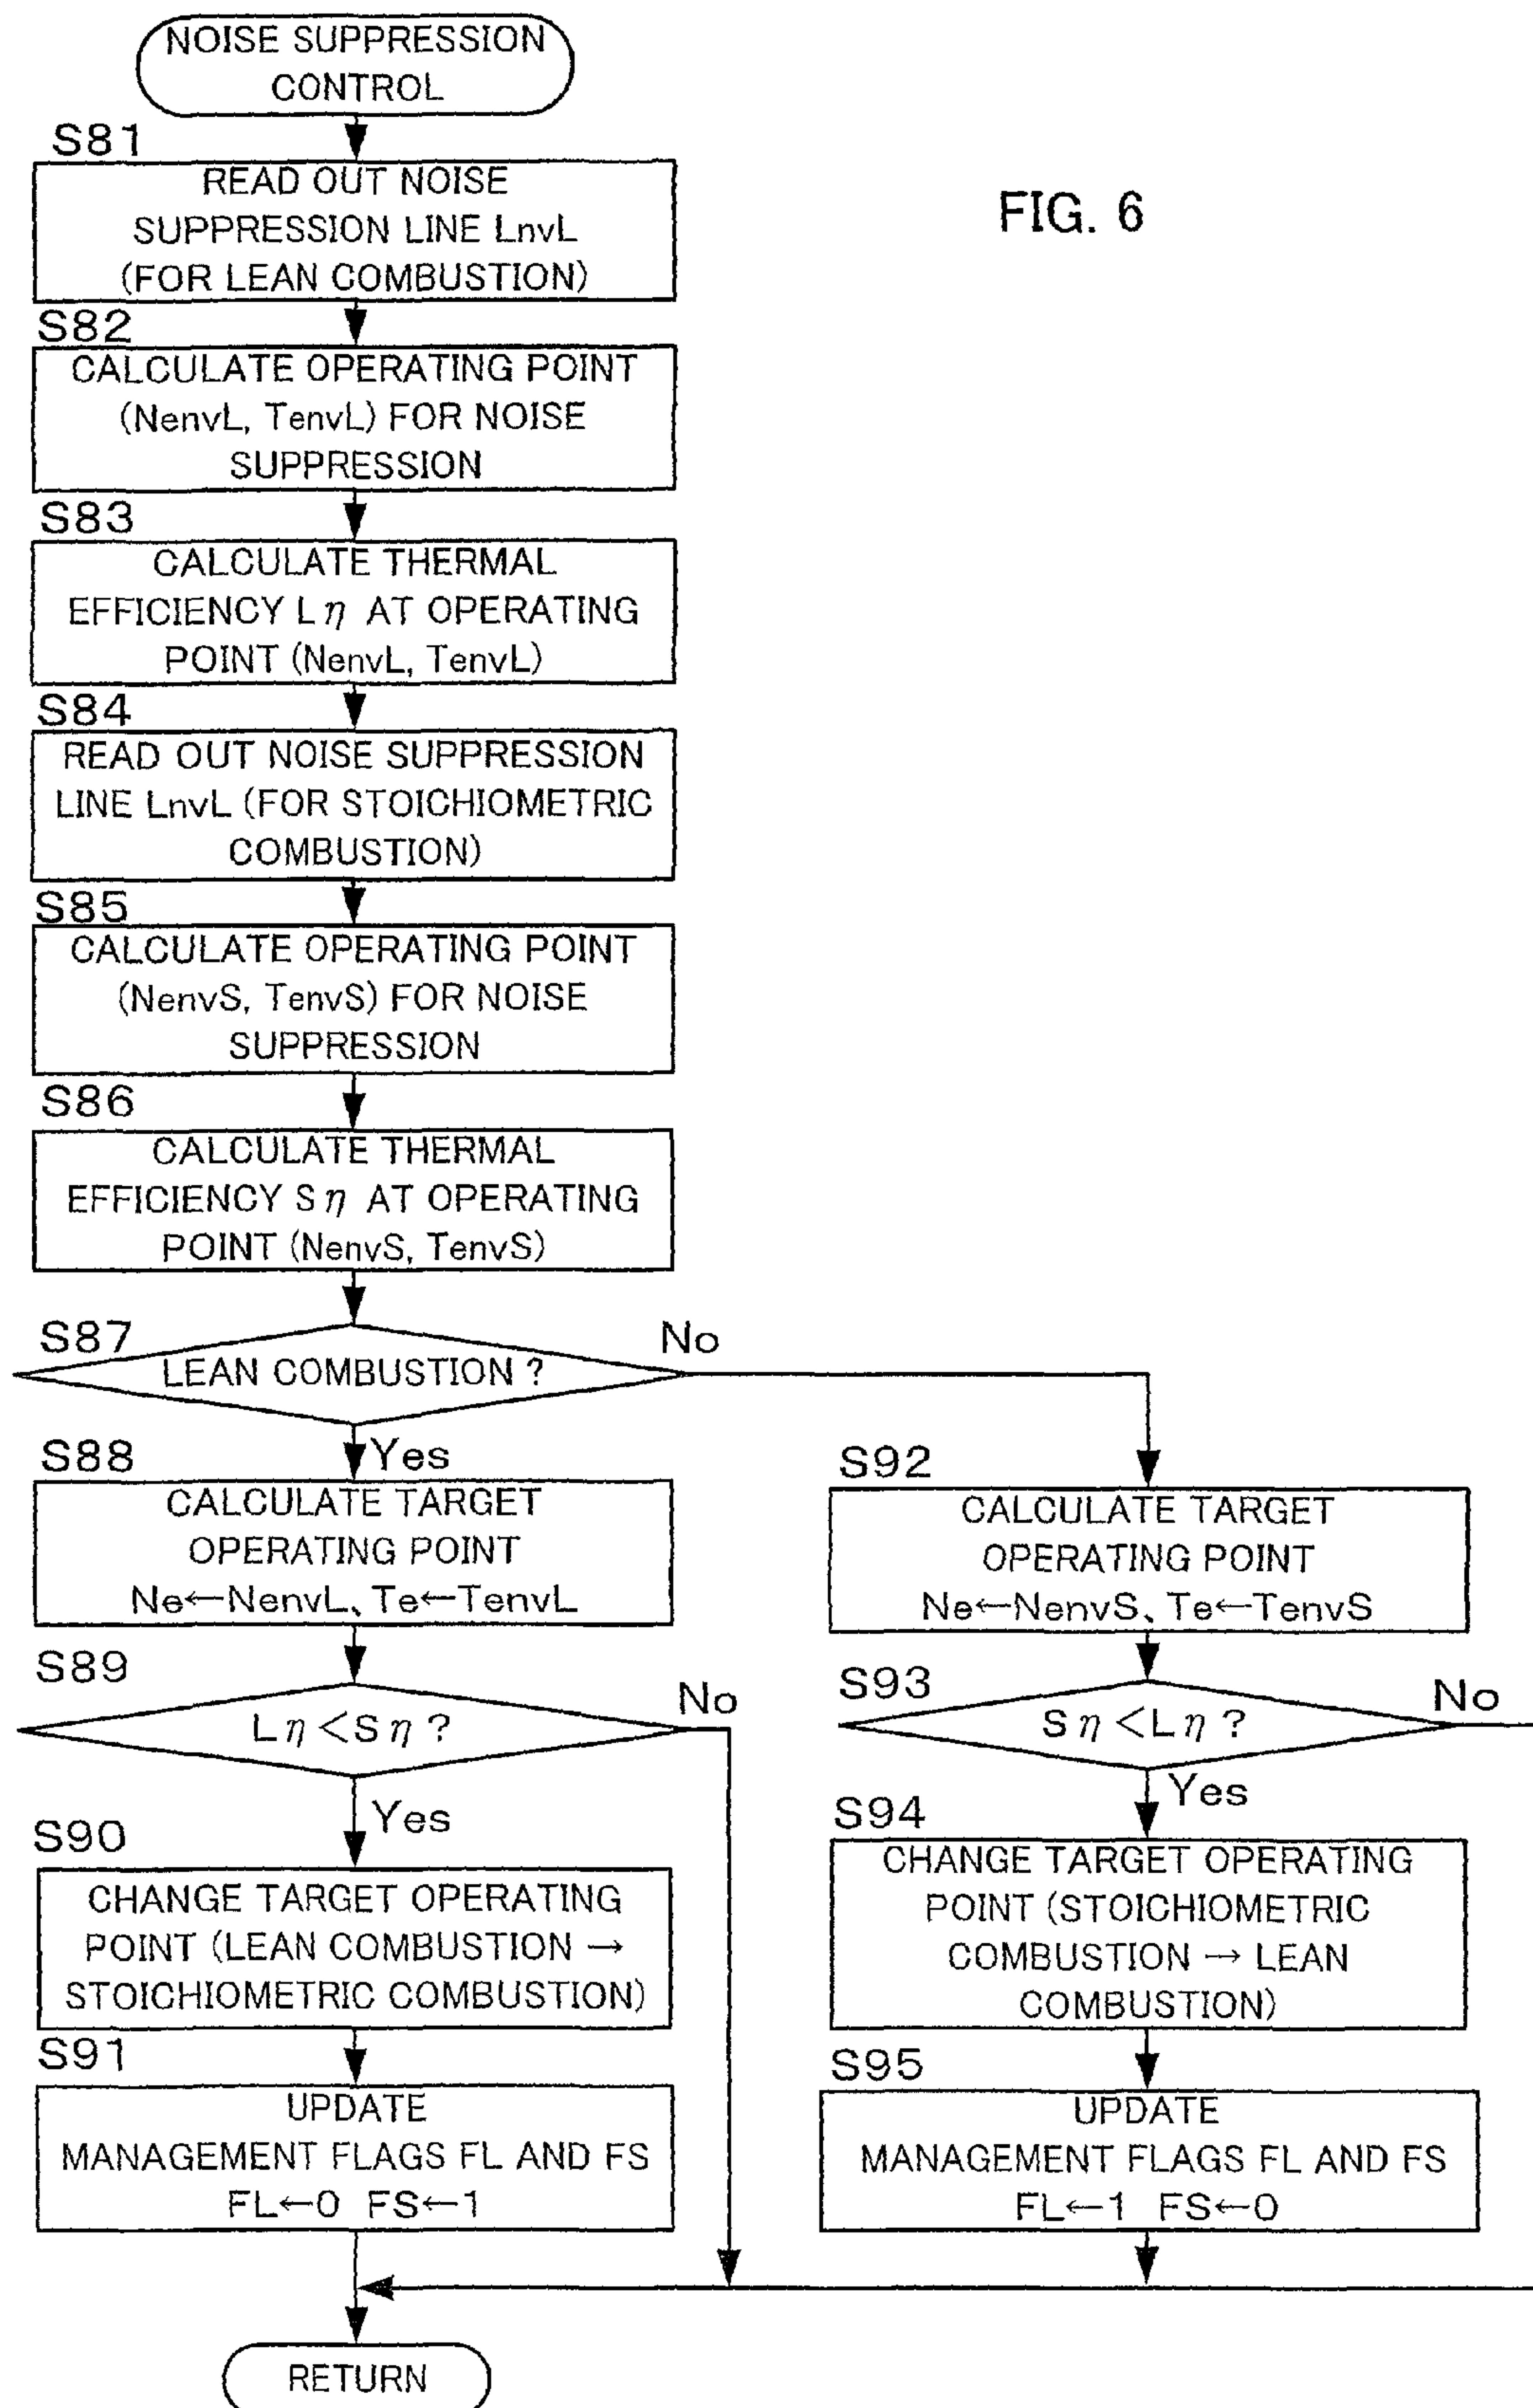 NOISE SUPPRESSION
CONTROL
S81
READ OUT NOISE
SUPPRESSION LINE LnvL
(FOR LEAN COMBUSTION)
FIG. 6
S82
CALCULATE OPERATING POINT
(NenvL, TenvL) FOR NOISE
SUPPRESSION
S83
CALCULATE THERMAL
EFFICIENCY L η AT OPERATING
POINT (NenvL, TenvL)
S84
READ OUT NOISE SUPPRESSION
LINE LnvL (FOR STOICHIOMETRIC
COMBUSTION)
S85
CALCULATE OPERATING POINT
(NenvS, TenvS) FOR NOISE
SUPPRESSION
S86
CALCULATE THERMAL
EFFICIENCY S η AT OPERATING
POINT (NenvS, TenvS)
S87
LEAN COMBUSTION ?
No
Yes
S88
CALCULATE TARGET
OPERATING POINT
Ne←NenvL、Te←TenvL
S89
L η <S η ?
No
Yes
S90
CHANGE TARGET OPERATING
POINT (LEAN COMBUSTION →
STOICHIOMETRIC COMBUSTION)
S91
UPDATE
MANAGEMENT FLAGS FL AND FS
FL←0 FS←1
S92
CALCULATE TARGET
OPERATING POINT
Ne←NenvS、Te←TenvS
S93
S η <L η ?
No
Yes
S94
CHANGE TARGET OPERATING
POINT (STOICHIOMETRIC
COMBUSTION → LEAN
COMBUSTION)
S95
UPDATE
MANAGEMENT FLAGS FL AND FS
FL←1 FS←0
RETURN